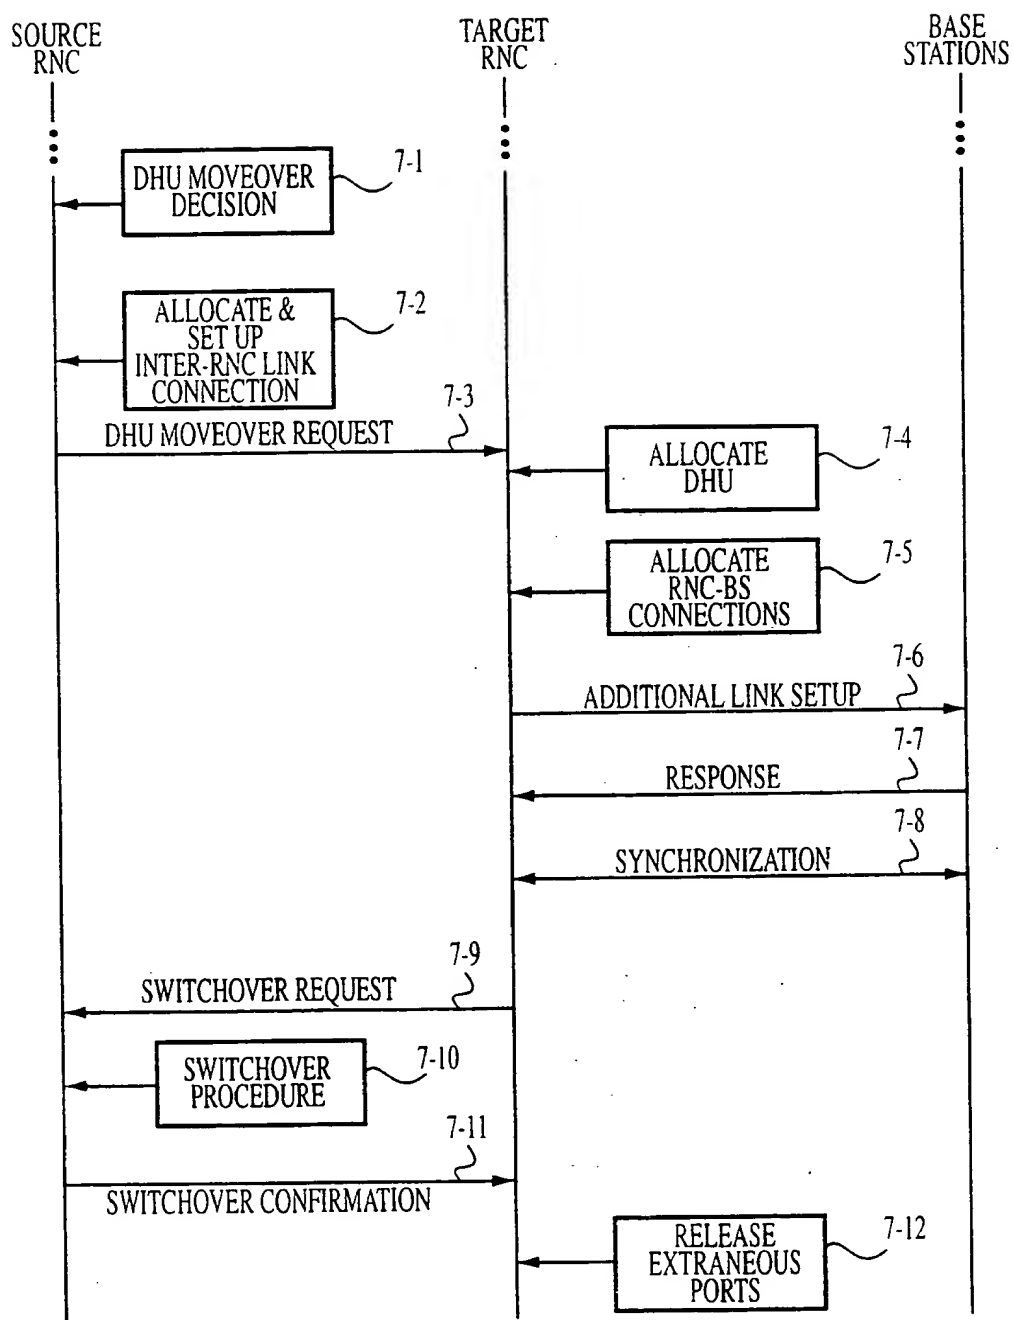 SOURCE
RNC
TARGET
RNC
BASE
STATIONS
DHU MOVEOVER
DECISION
7-1
ALLOCATE &
SET UP
INTER-RNC LINK
CONNECTION
7-2
7-3
DHU MOVEOVER REQUEST
ALLOCATE
DHU
7-4
ALLOCATE
RNC-BS
CONNECTIONS
7-5
7-6
ADDITIONAL LINK SETUP
7-7
RESPONSE
7-8
SYNCHRONIZATION
7-9
SWITCHOVER REQUEST
SWITCHOVER
PROCEDURE
7-10
7-11
SWITCHOVER CONFIRMATION
RELEASE
EXTRANEOUS
PORTS
7-12